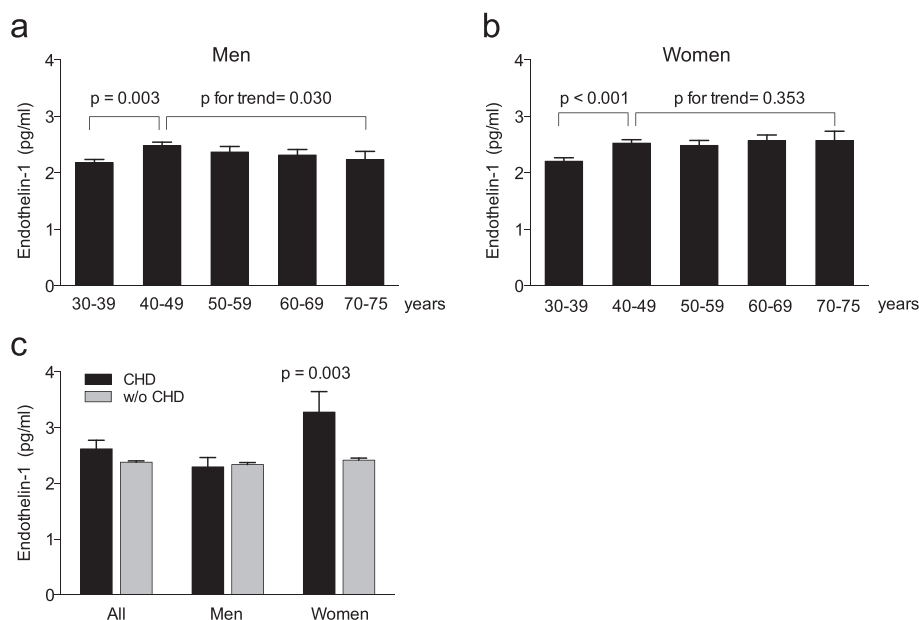 a
Men
4
3
2
1
0
Endothelin-1 (pg/ml)
p = 0.003
p for trend= 0.030
30-39 40-49 50-59 60-69 70-75 years
b
Women
4
3
2
1
0
Endothelin-1 (pg/ml)
p < 0.001
p for trend= 0.353
30-39 40-49 50-59 60-69 70-75 years
c
4
3
2
1
0
Endothelin-1 (pg/ml)
CHD
w/o CHD
p = 0.003
All Men Women